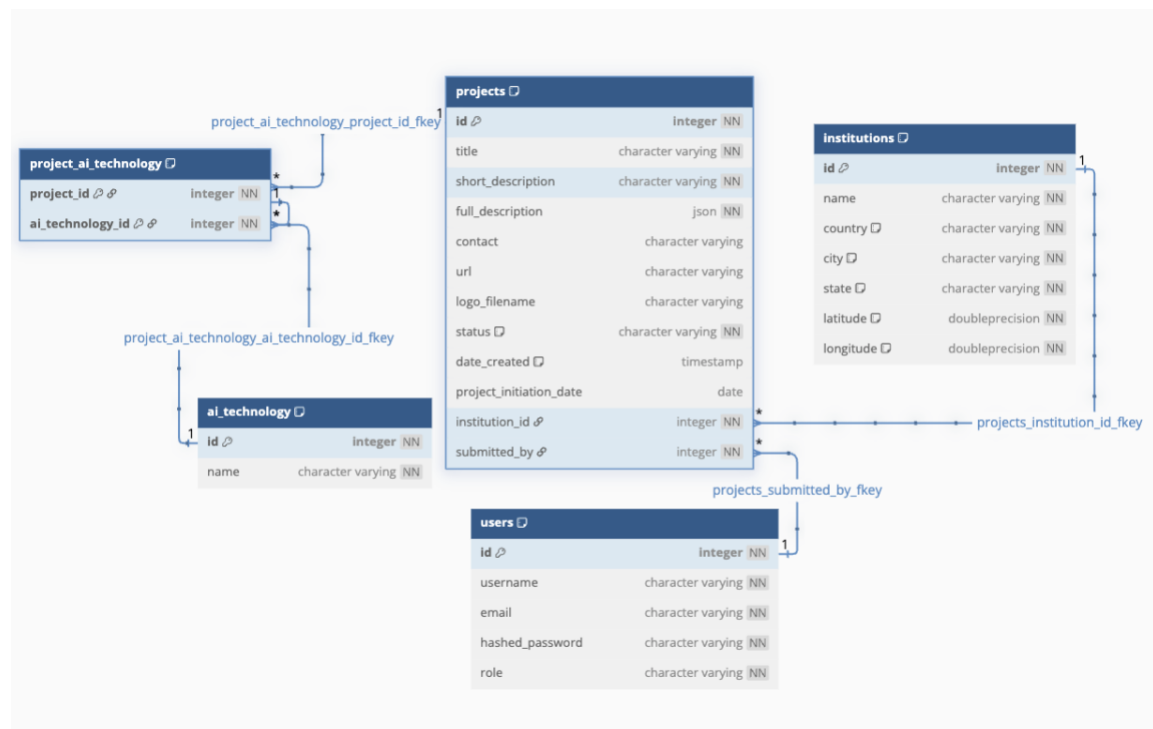 project_ai_technology_project_id_fkey
1
project_ai_technology
project_id integer NN
ai_technology_id integer NN
*
1
*
project_ai_technology_ai_technology_id_fkey
1
ai_technology
id integer NN
name character varying NN
projects
id integer NN
title character varying NN
short_description character varying NN
full_description json NN
contact character varying
url character varying
logo_filename character varying
status character varying NN
date_created timestamp
project_initiation_date date
institution_id integer NN
submitted_by integer NN
*
*
projects_submitted_by_fkey
users
id integer NN
username character varying NN
email character varying NN
hashed_password character varying NN
role character varying NN
1
institutions
id integer NN
name character varying NN
country character varying NN
city character varying NN
state character varying NN
latitude doubleprecision NN
longitude doubleprecision NN
1
projects_institution_id_fkey